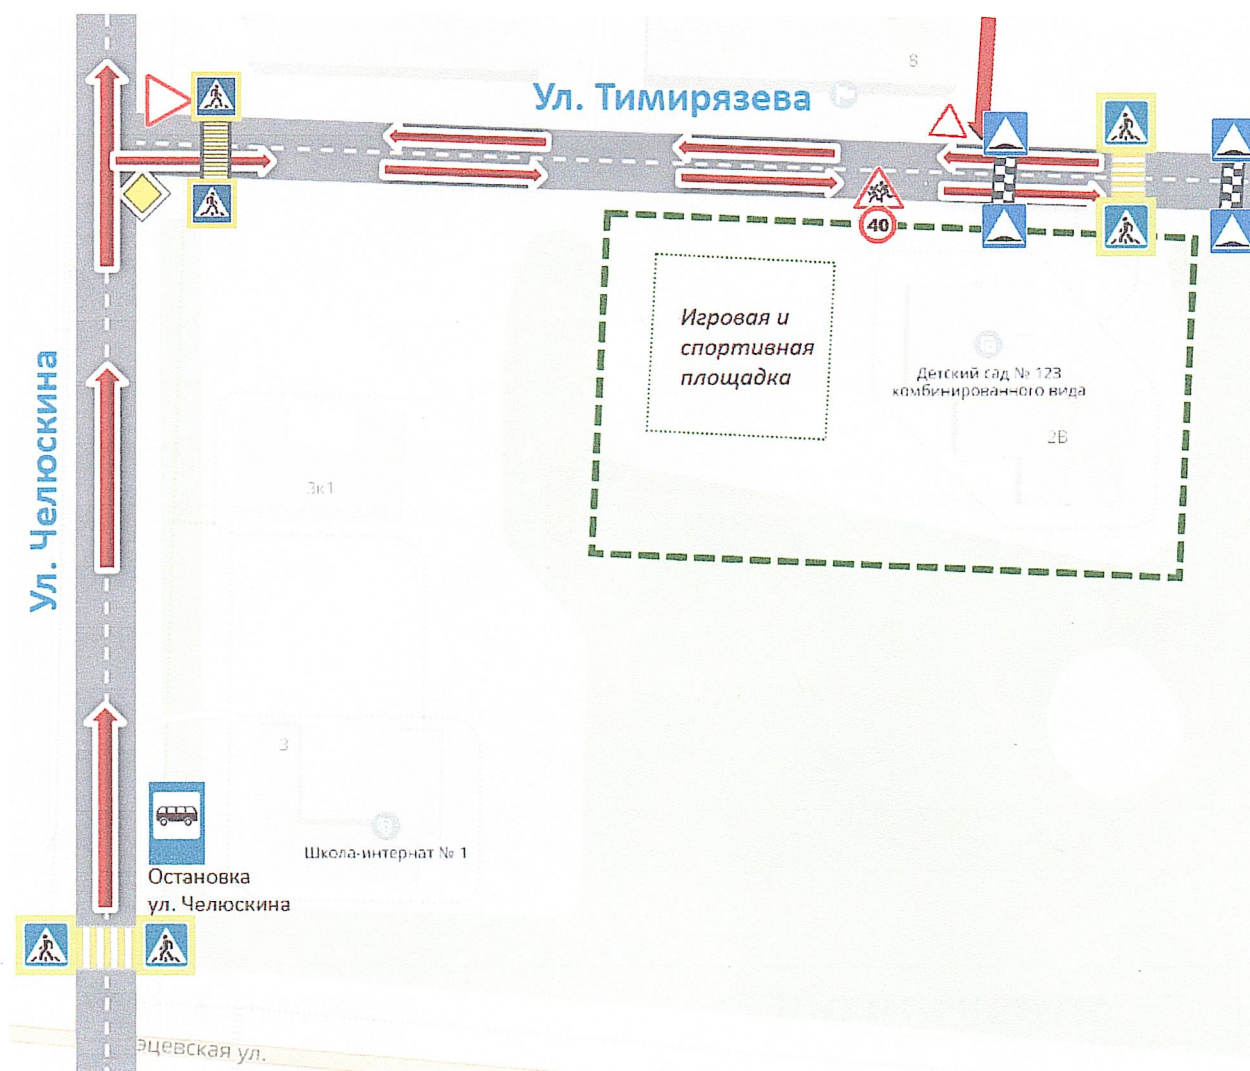 8
Ул. Тимирязева
40
Игровая и
спортивная
площадка
Детский сад № 123
комбинированного вида
2В
Ул. Челюскина
3к1
3
Школа-интернат № 1
Остановка
ул. Челюскина
эцевская ул.